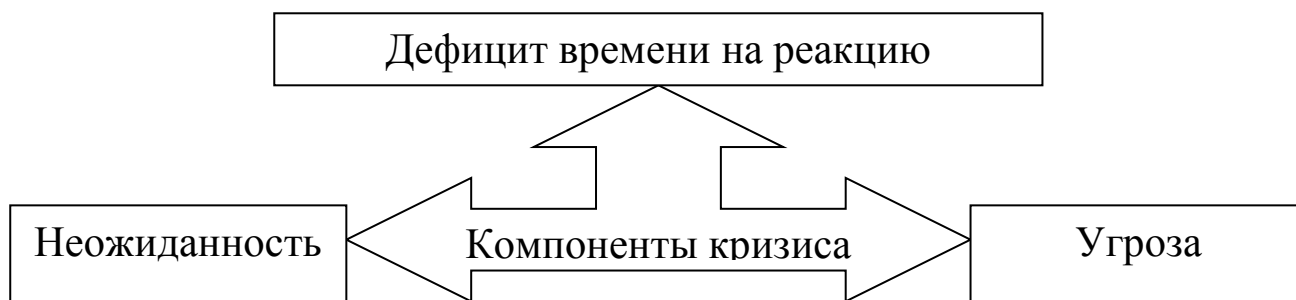 Дефицит времени на реакцию
Неожиданность
Компоненты кризиса
Угроза